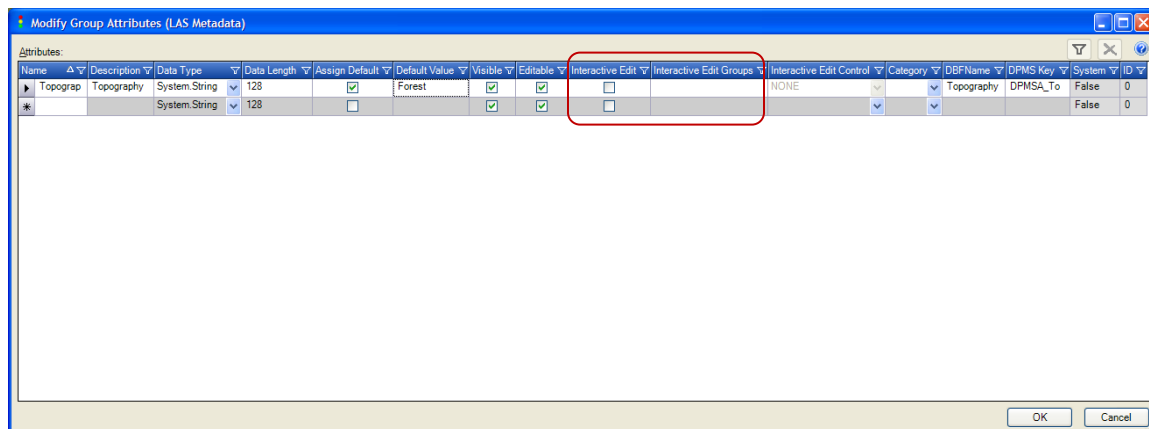 Modify Group Attributes (LAS Metadata)
Attributes:
Name Description Data Type Data Length Assign Default Default Value Visible Editable Interactive Edit Interactive Edit Groups Interactive Edit Control Category DBFName DPMS Key System ID
Topograp Topography System.String 128 Forest NONE Topography DPMSA_To False 0
System.String 128 False 0
OK Cancel